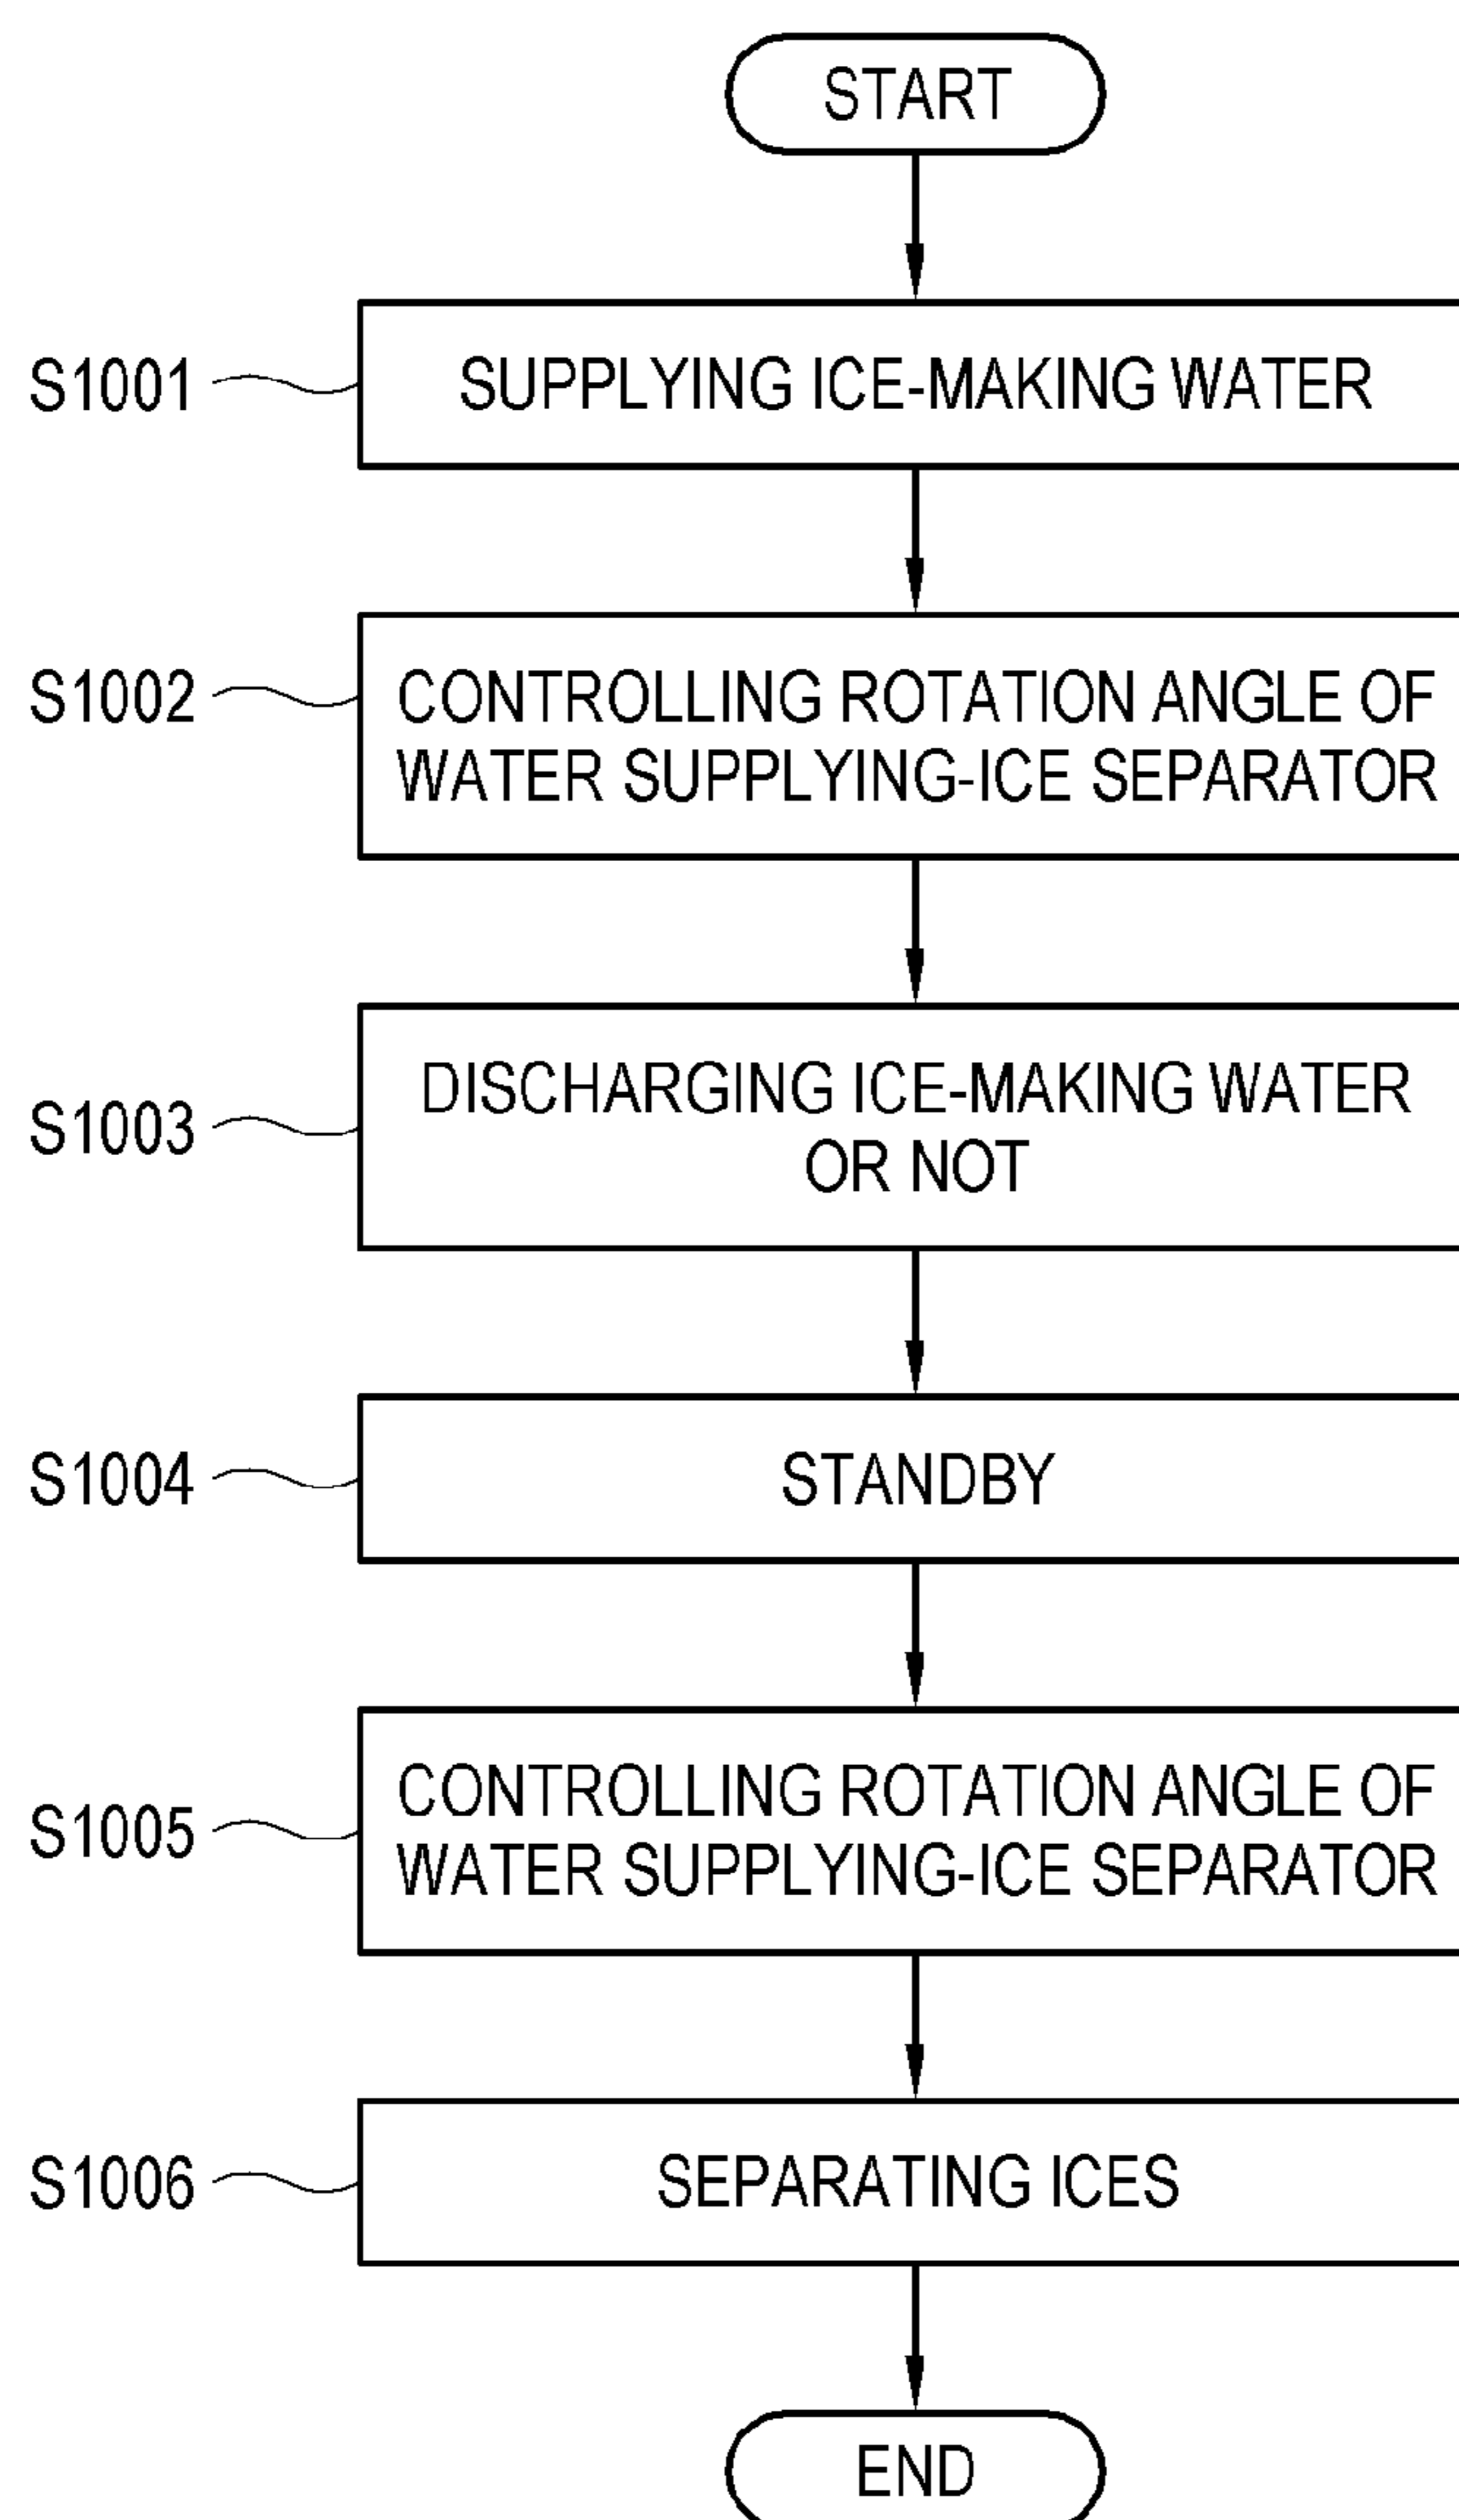 START
S1001
SUPPLYING ICE-MAKING WATER
S1002
CONTROLLING ROTATION ANGLE OF
WATER SUPPLYING-ICE SEPARATOR
S1003
DISCHARGING ICE-MAKING WATER
OR NOT
S1004
STANDBY
S1005
CONTROLLING ROTATION ANGLE OF
WATER SUPPLYING-ICE SEPARATOR
S1006
SEPARATING ICES
END